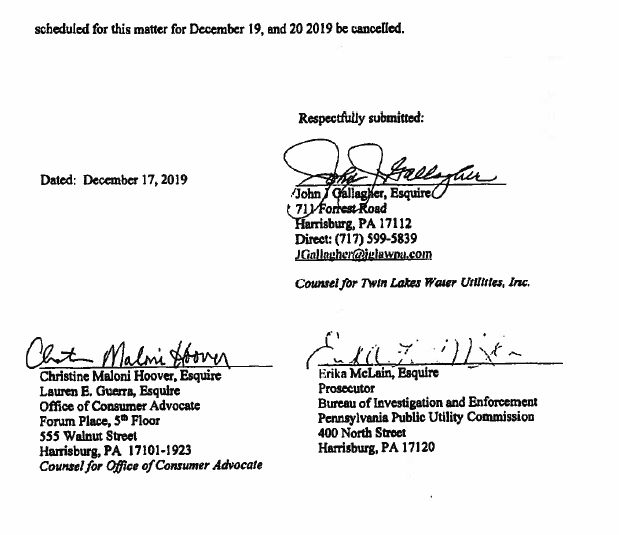 scheduled for this matter for December 19, and 20 2019 be cancelled.
Respectfully submitted:
Dated: December 17, 2019
John J Gallagher
John J Gallagher, Esquire
711 Forrest Road
Harrisburg, PA 17112
Direct: (717) 599-5839
JGallagher@jglawpa.com
Counsel for Twin Lakes Water Utilities, Inc.
Maloni Hoover
Christine Maloni Hoover, Esquire
Lauren E. Guerra, Esquire
Office of Consumer Advocate
Forum Place, 5th Floor
555 Walnut Street
Harrisburg, PA 17101-1923
Counsel for Office of Consumer Advocate
Erika McLain, Esquire
Prosecutor
Bureau of Investigation and Enforcement
Pennsylvania Public Utility Commission
400 North Street
Harrisburg, PA 17120